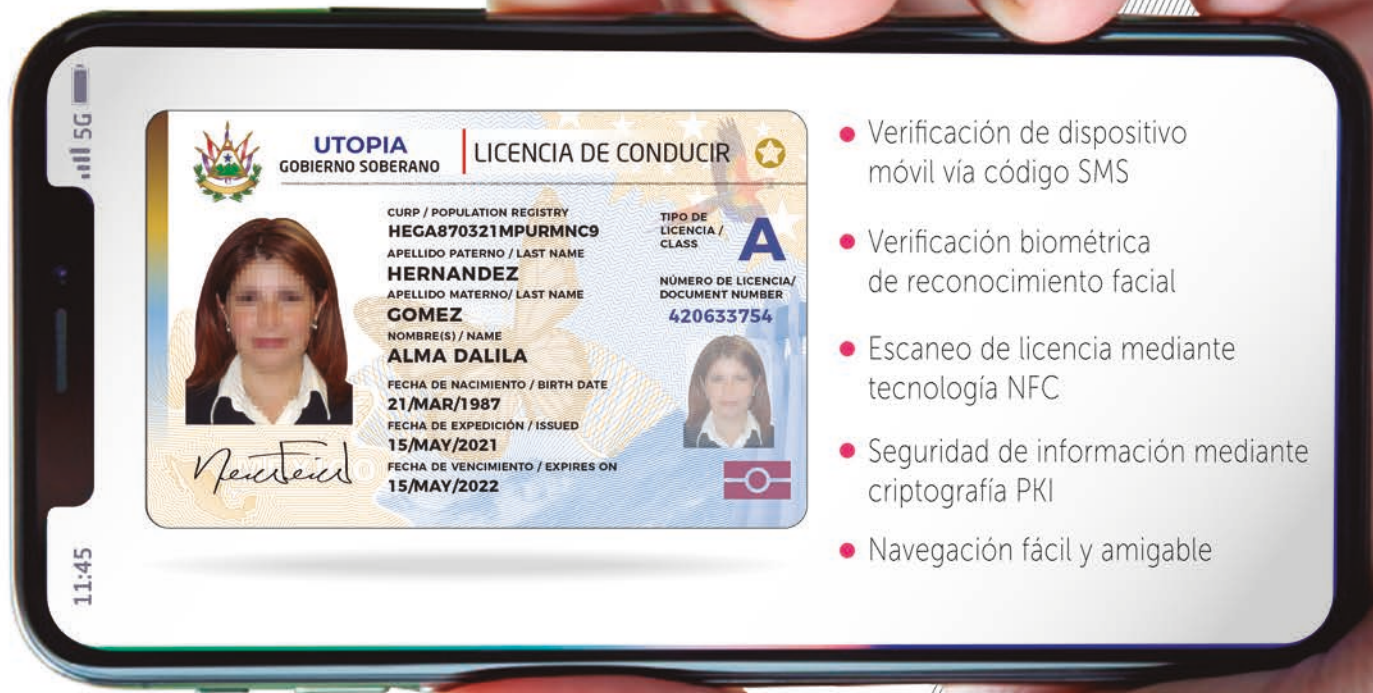 5G
11:45
UTOPIA
GOBIERNO SOBERANO
LICENCIA DE CONDUCIR
CURP / POPULATION REGISTRY
HEGA870321MPURMNC9
APELLIDO PATERNO / LAST NAME
HERNANDEZ
APELLIDO MATERNO/ LAST NAME
GOMEZ
NOMBRE(S) / NAME
ALMA DALILA
FECHA DE NACIMIENTO / BIRTH DATE
21/MAR/1987
FECHA DE EXPEDICIÓN / ISSUED
15/MAY/2021
FECHA DE VENCIMIENTO / EXPIRES ON
15/MAY/2022
TIPO DE
LICENCIA /
CLASS
A
NÚMERO DE LICENCIA/
DOCUMENT NUMBER
420633754
Verificación de dispositivo
móvil vía código SMS
Verificación biométrica
de reconocimiento facial
Escaneo de licencia mediante
tecnología NFC
Seguridad de información mediante
criptografía PKI
Navegación fácil y amigable